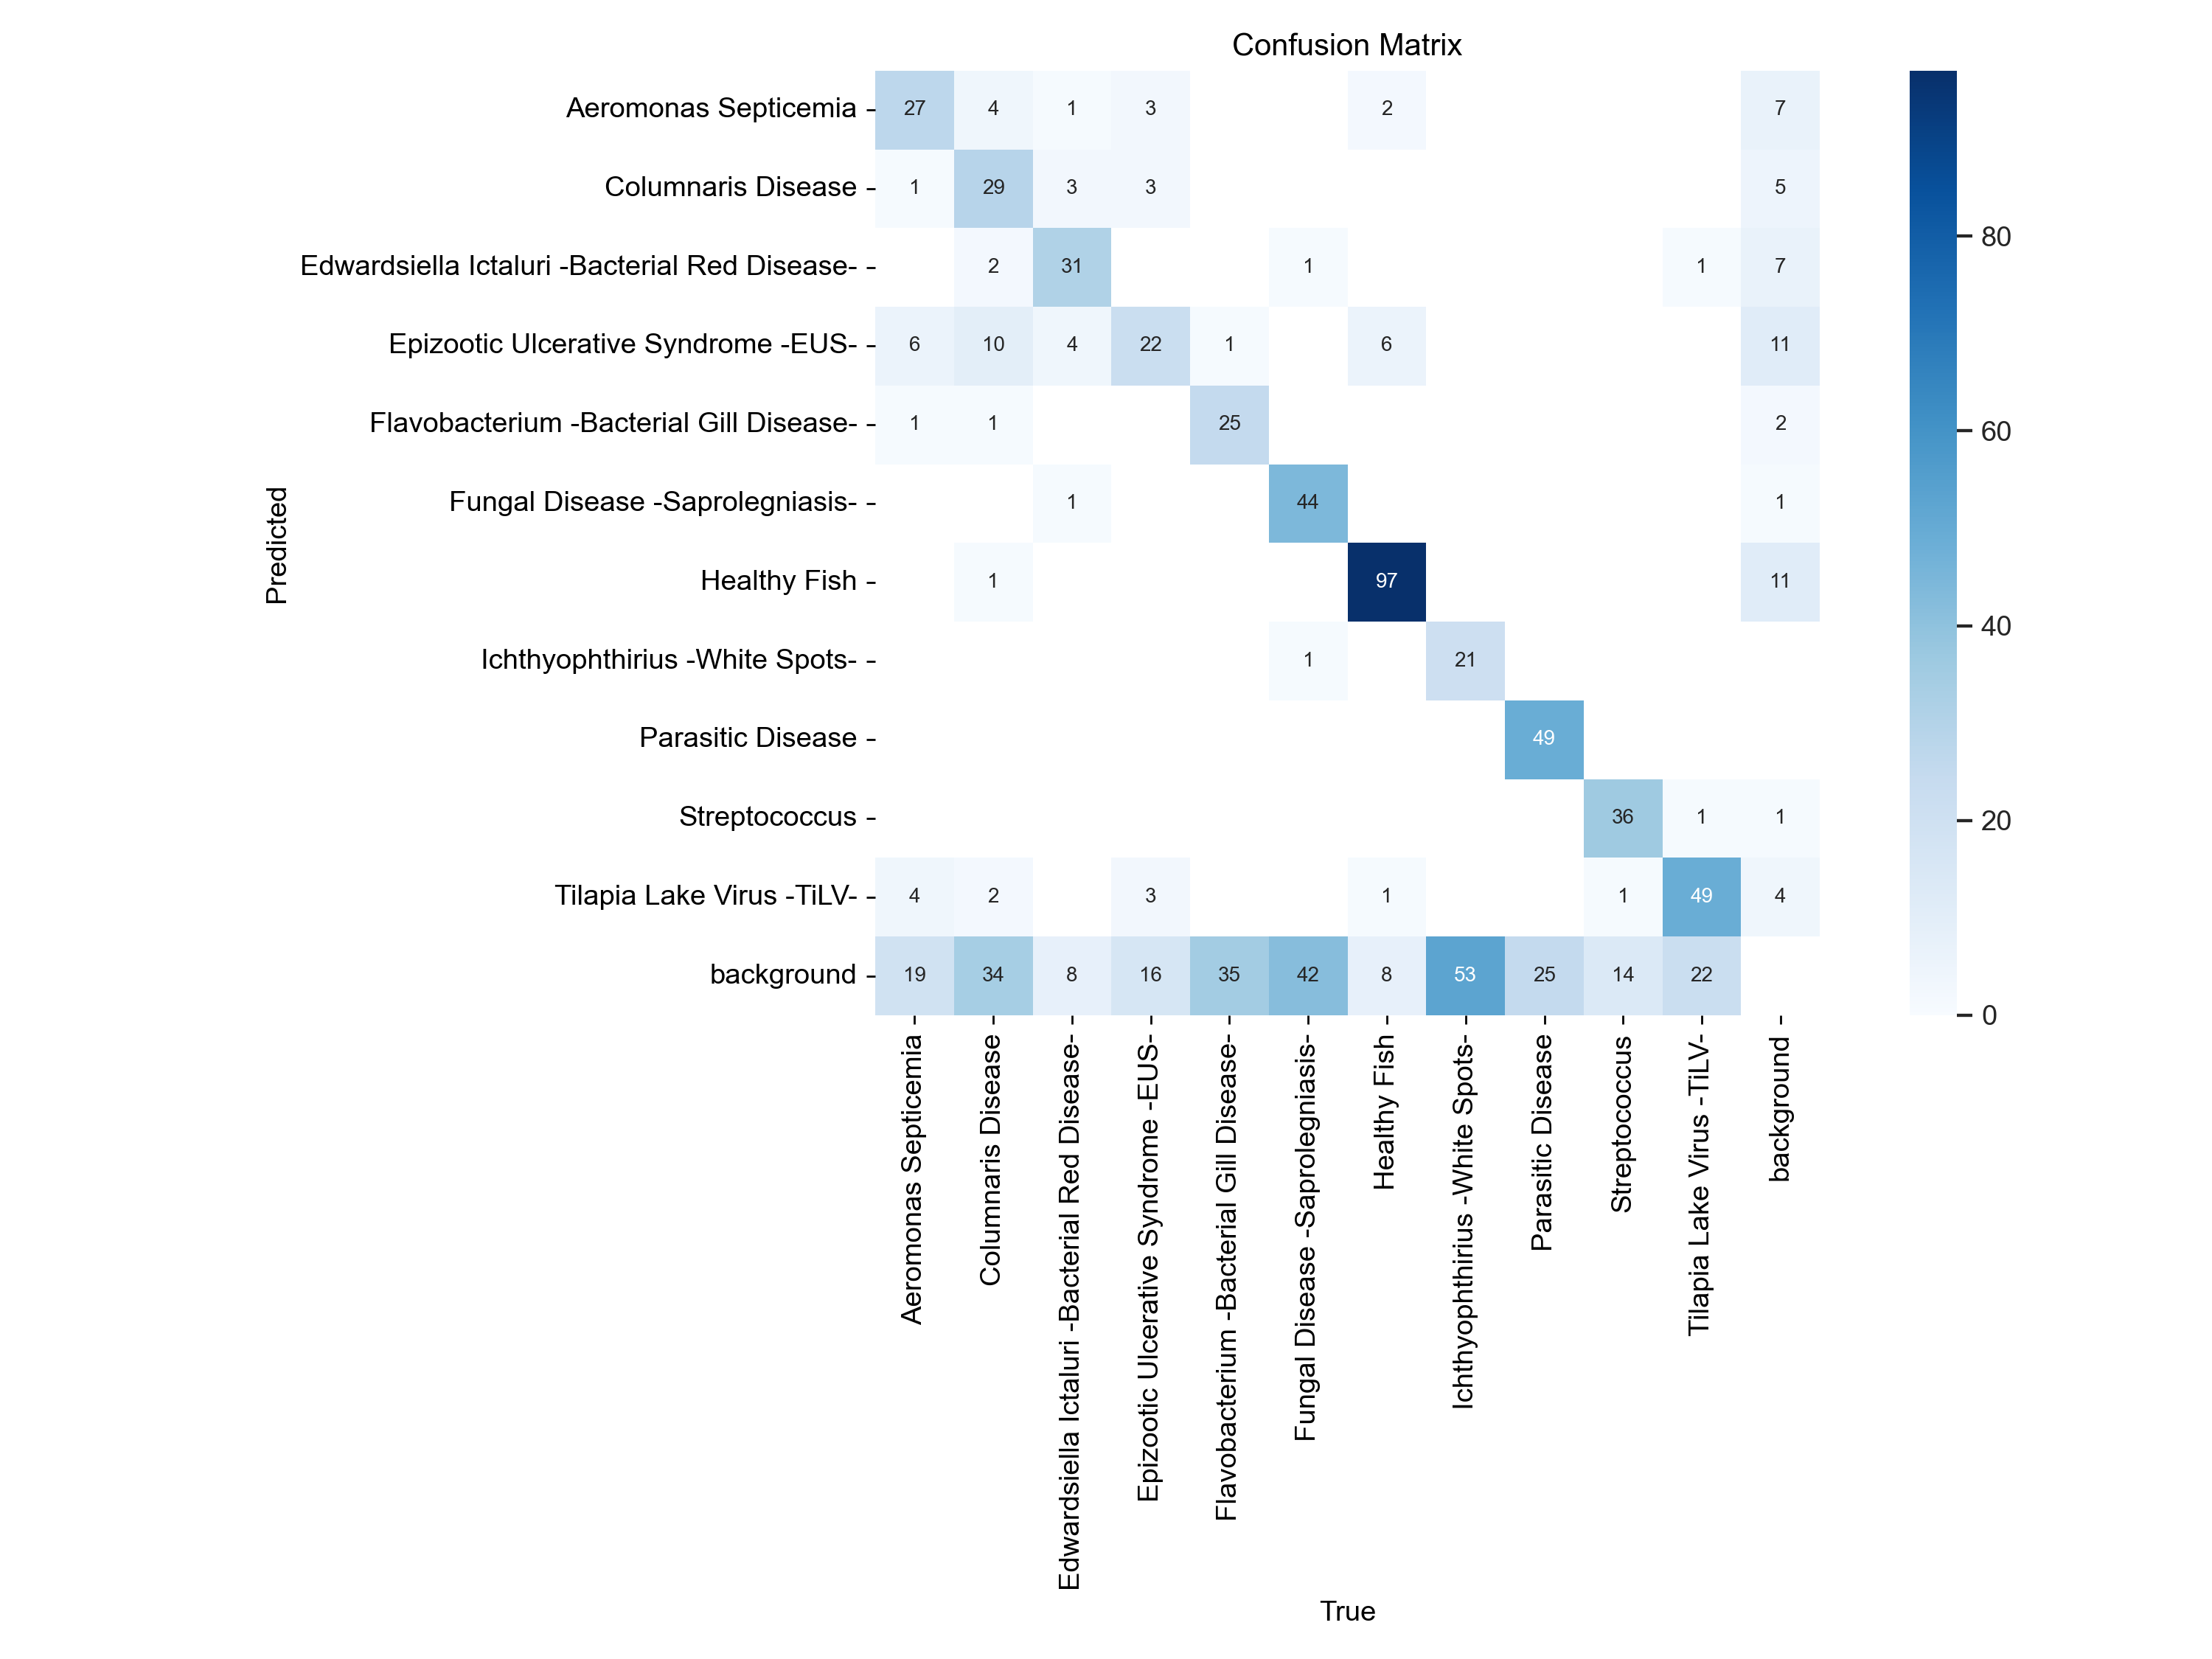 Confusion Matrix
Aeromonas Septicemia 27 4 1 3 2 7
Columnaris Disease 1 29 3 3 5
Edwardsiella Ictaluri -Bacterial Red Disease- 2 31 1 1 7
Epizootic Ulcerative Syndrome -EUS- 6 10 4 22 1 6 11
Flavobacterium -Bacterial Gill Disease- 1 1 25 2
Fungal Disease -Saprolegniasis- 1 44 1
Healthy Fish 1 97 11
Ichthyophthirius -White Spots- 1 21
Parasitic Disease 49
Streptococcus 36 1 1
Tilapia Lake Virus -TiLV- 4 2 3 1 1 49 4
background 19 34 8 16 35 42 8 53 25 14 22
Predicted
80
60
40
20
0
Aeromonas Septicemia
Columnaris Disease
Edwardsiella Ictaluri -Bacterial Red Disease-
Epizootic Ulcerative Syndrome -EUS-
Flavobacterium -Bacterial Gill Disease-
Fungal Disease -Saprolegniasis-
Healthy Fish
Ichthyophthirius -White Spots-
Parasitic Disease
Streptococcus
Tilapia Lake Virus -TiLV-
background
True